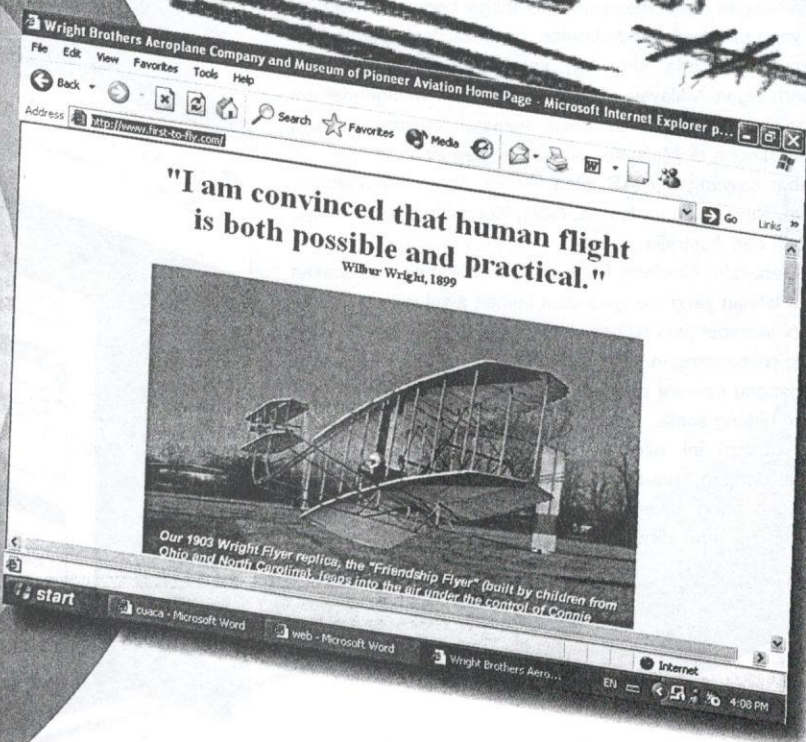 Wright Brothers Aeroplane Company and Museum of Pioneer Aviation Home Page - Microsoft Internet Explorer p...
File Edit View Favorites Tools Help
Back Search Favorites Media
Address http://www.first-to-fly.com/ Go Links »
"I am convinced that human flight
is both possible and practical."
Wilbur Wright, 1899
Our 1903 Wright Flyer replica, the "Friendship Flyer" (built by children from
Ohio and North Carolina), leaps into the air under the control of Connie
start cuaca - Microsoft Word web - Microsoft Word Wright Brothers Aero... Internet
EN 4:08 PM